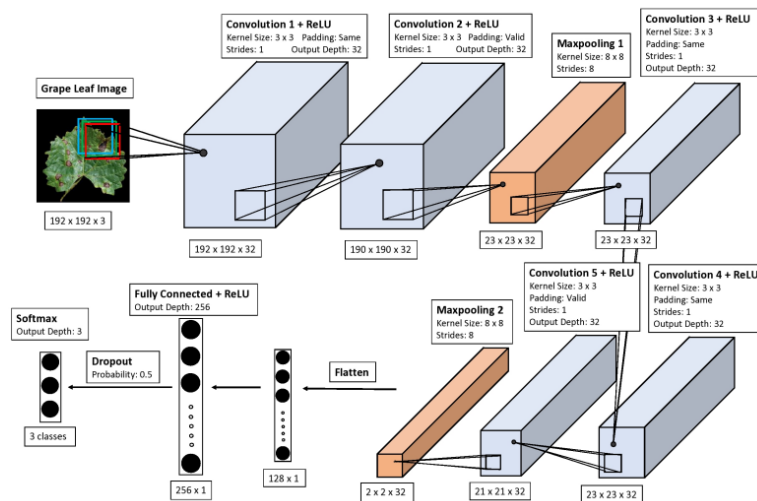 Convolution 1 + ReLU
Kernel Size: 3 x 3 Padding: Same
Strides: 1 Output Depth: 32
Convolution 2 + ReLU
Kernel Size: 3 x 3 Padding: Valid
Strides: 1 Output Depth: 32
Maxpooling 1
Kernel Size: 8 x 8
Strides: 8
Convolution 3 + ReLU
Kernel Size: 3 x 3
Padding: Same
Strides: 1
Output Depth: 32
Grape Leaf Image
192 x 192 x 3
192 x 192 x 32
190 x 190 x 32
23 x 23 x 32
23 x 23 x 32
Convolution 4 + ReLU
Kernel Size: 3 x 3
Padding: Same
Strides: 1
Output Depth: 32
Convolution 5 + ReLU
Kernel Size: 3 x 3
Padding: Valid
Strides: 1
Output Depth: 32
Maxpooling 2
Kernel Size: 8 x 8
Strides: 8
23 x 23 x 32
21 x 21 x 32
2 x 2 x 32
Flatten
128 x 1
Fully Connected + ReLU
Output Depth: 256
256 x 1
Dropout
Probability: 0.5
Softmax
Output Depth: 3
3 classes